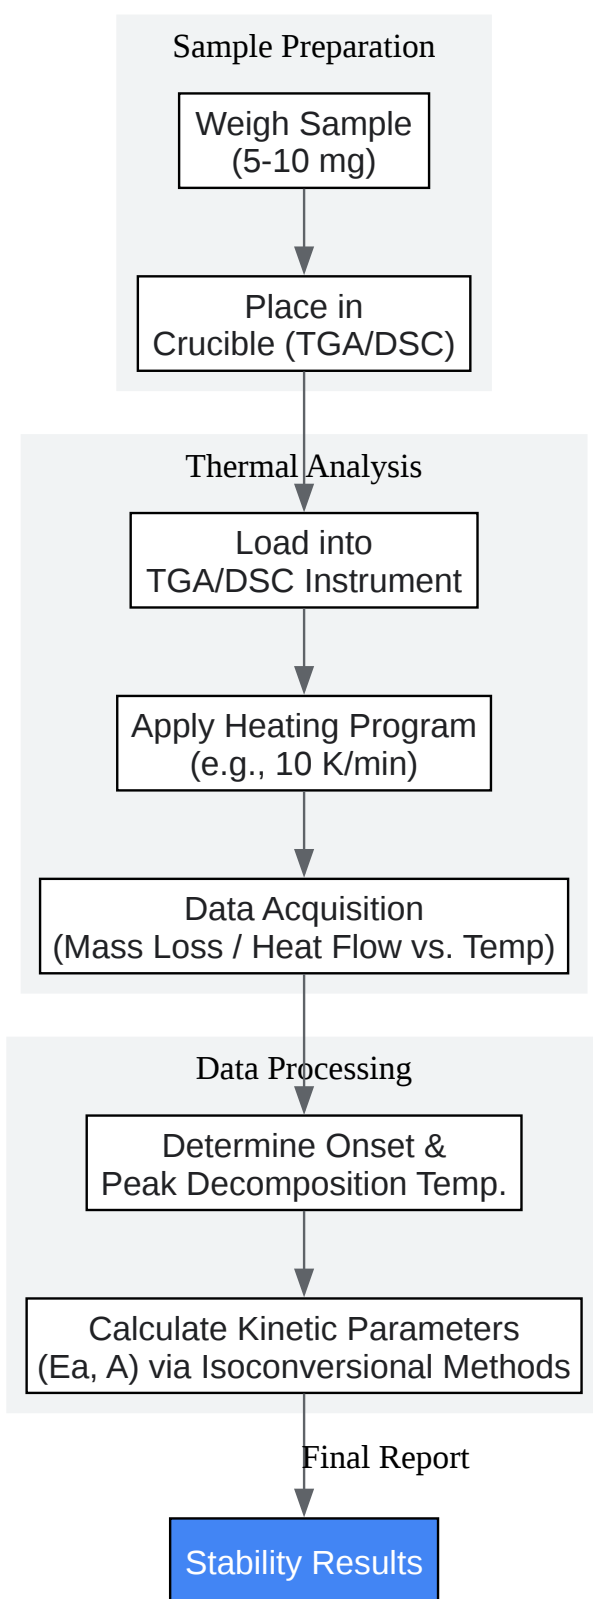 Sample Preparation
Weigh Sample
(5-10 mg)
Place in
Crucible (TGA/DSC)
Thermal Analysis
Load into
TGA/DSC Instrument
Apply Heating Program
(e.g., 10 K/min)
Data Acquisition
(Mass Loss / Heat Flow vs. Temp)
Data Processing
Determine Onset &
Peak Decomposition Temp.
Calculate Kinetic Parameters
(Ea, A) via Isoconversional Methods
Final Report
Stability Results